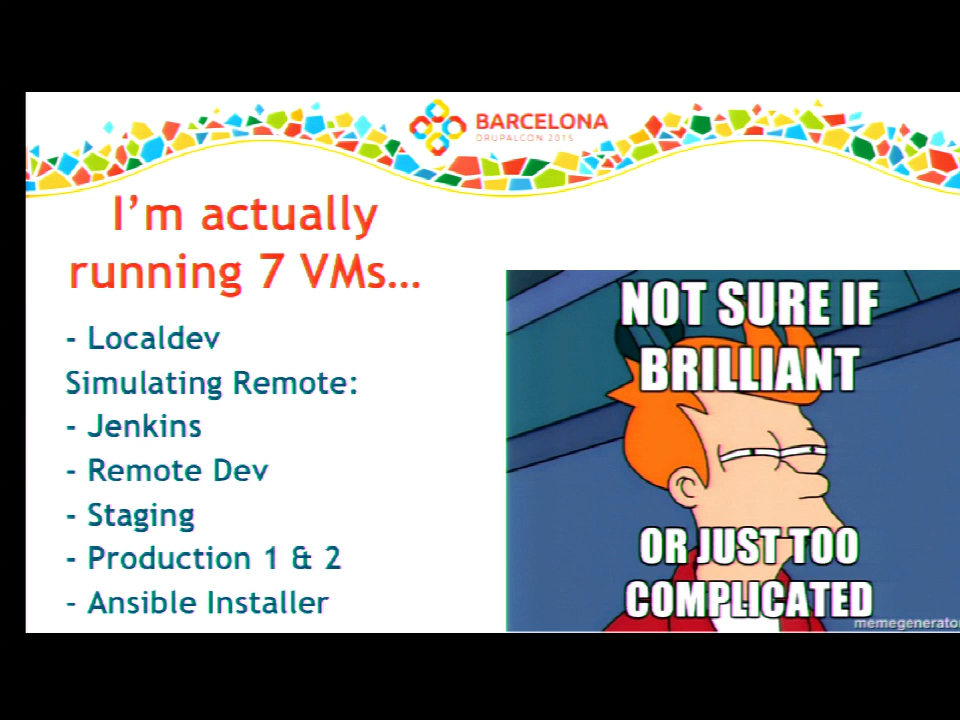 BARCELONA
DRUPALCON 2015
I'm actually
running 7 VMs...
- Localdev
Simulating Remote:
- Jenkins
- Remote Dev
- Staging
- Production 1 & 2
- Ansible Installer
NOT SURE IF
BRILLIANT
OR JUST TOO
COMPLICATED
memegenerato